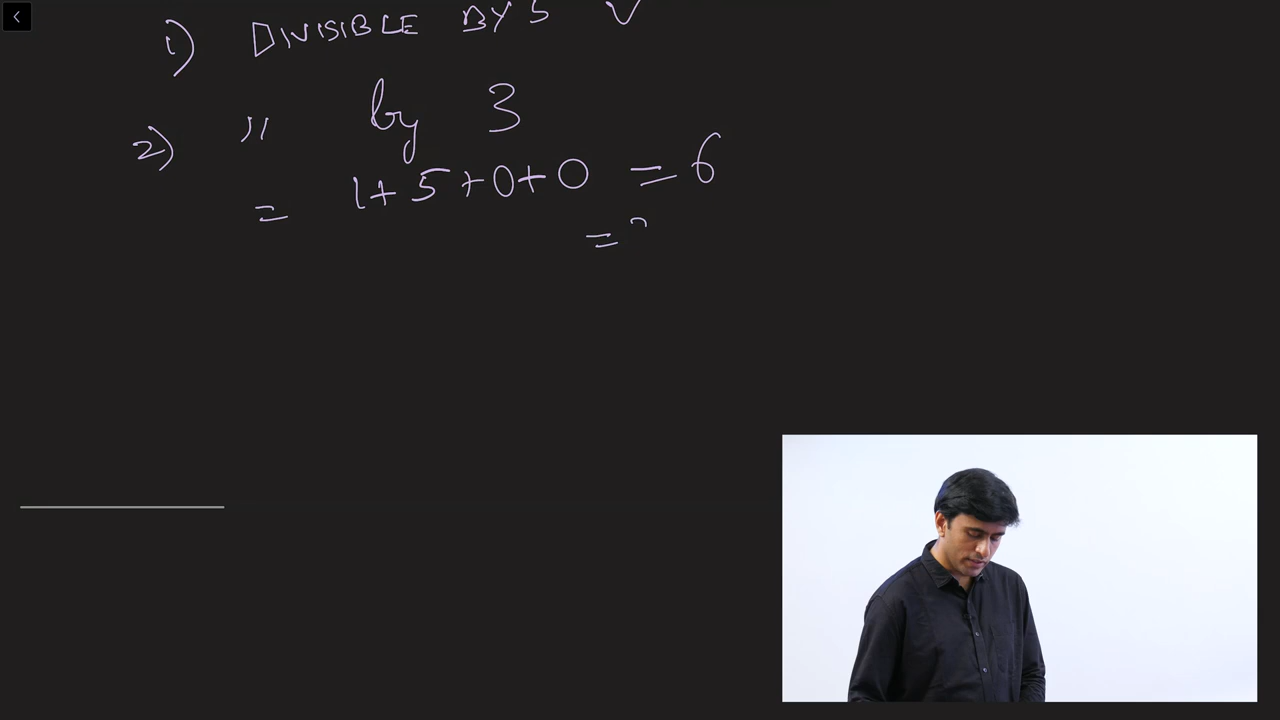 1) DIVISIBLE BY 5 ✓
2) " by 3
= 1+5+0+0 = 6
=